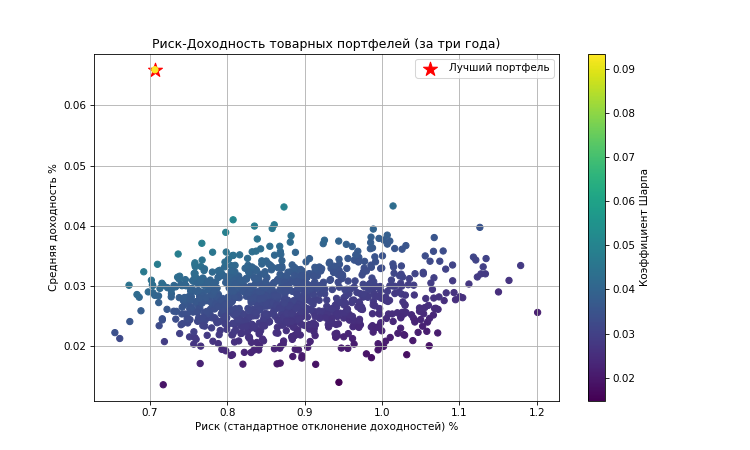 Риск-Доходность товарных портфелей (за три года)
Лучший портфель
Средняя доходность %
0.06
0.05
0.04
0.03
0.02
0.7 0.8 0.9 1.0 1.1 1.2
Риск (стандартное отклонение доходностей) %
0.09
0.08
0.07
0.06
0.05
0.04
0.03
0.02
Коэффициент Шарпа